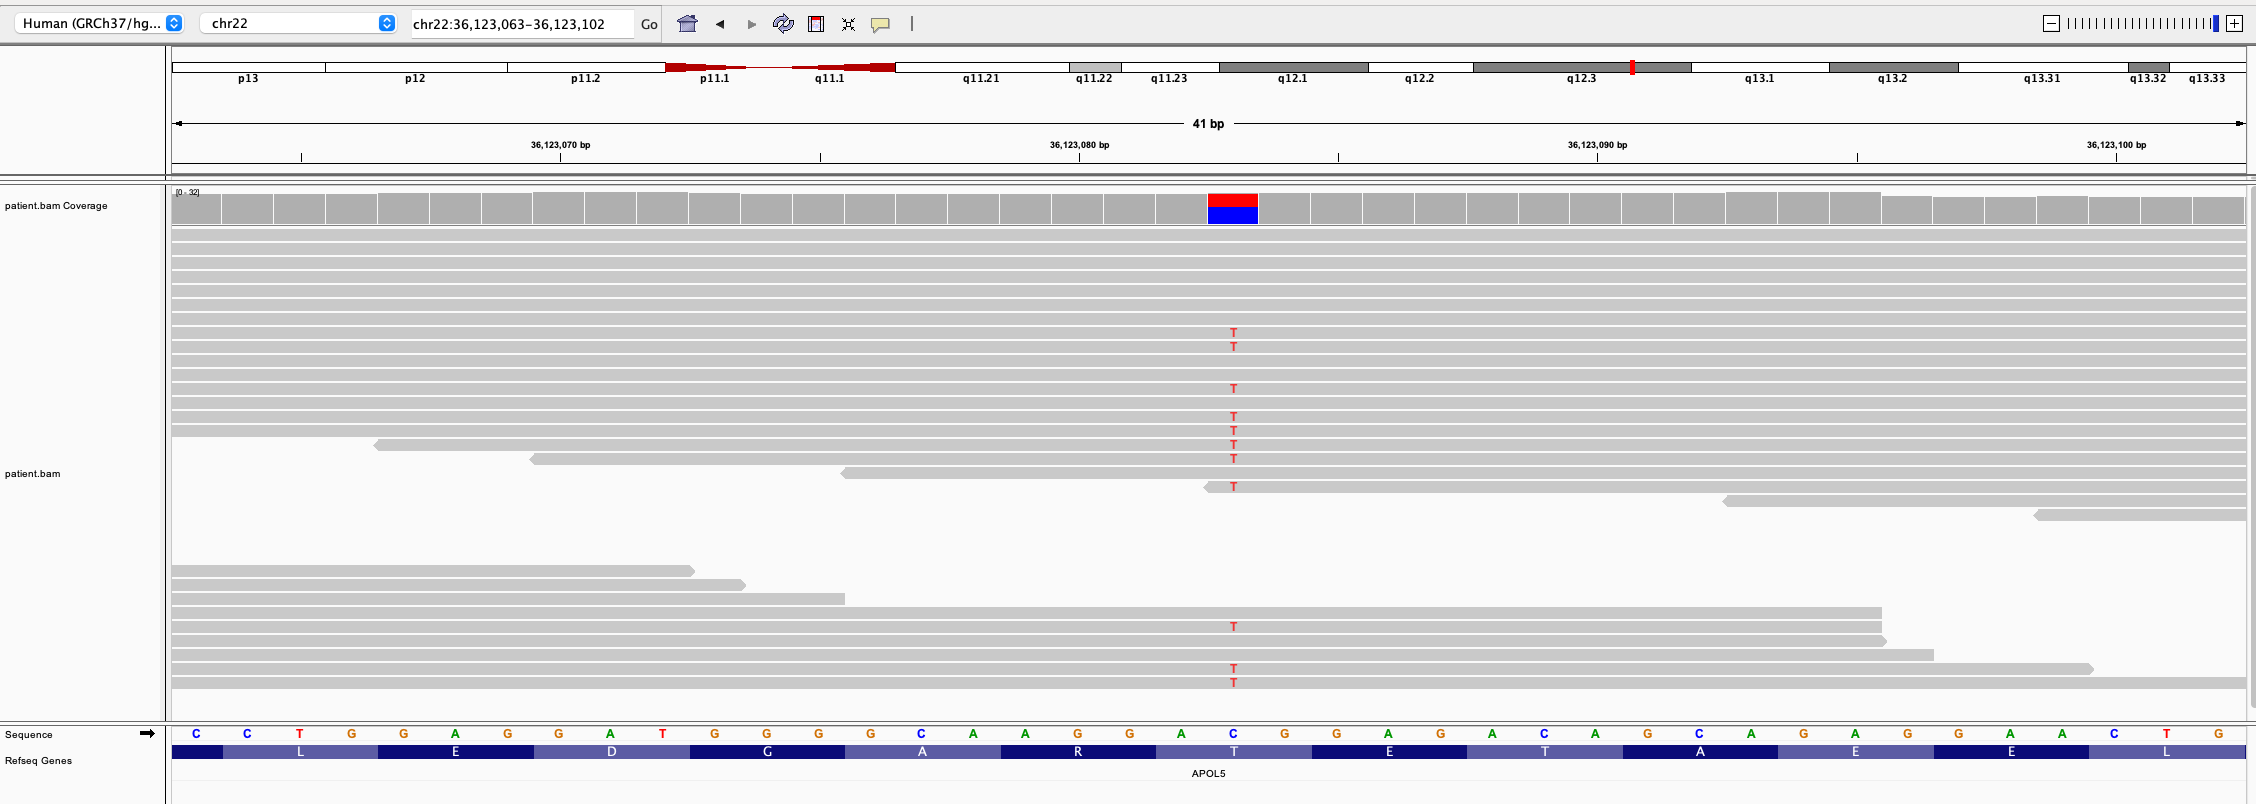 Human (GRCh37/hg... chr22 chr22:36,123,063-36,123,102 Go
p13 p12 p11.2 p11.1 q11.1 q11.21 q11.22 q11.23 q12.1 q12.2 q12.3 q13.1 q13.2 q13.31 q13.32 q13.33
41 bp
36,123,070 bp 36,123,080 bp 36,123,090 bp 36,123,100 bp
[0 - 32]
patient.bam Coverage
T
T
T
T
T
T
T
patient.bam
T
T
T
T
Sequence C C T G G A G G A T G G G G C A A G G A C G G A G A C A G C A G A G G A A C T G
L E D G A R T E T A E E L
Refseq Genes
APOL5